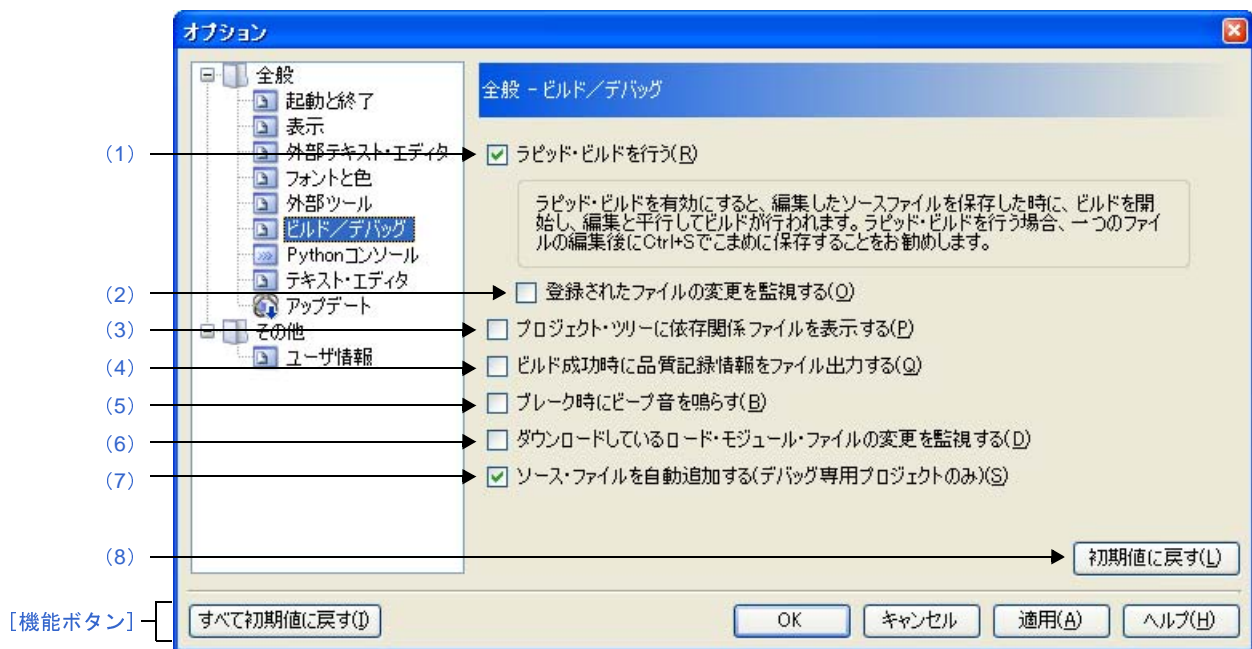 オプション
全般
起動と終了
表示
外部テキスト・エディタ
フォントと色
外部ツール
ビルド／デバッグ
Pythonコンソール
テキスト・エディタ
アップデート
その他
ユーザ情報
全般 - ビルド／デバッグ
(1)
ラピッド・ビルドを行う(R)
ラピッド・ビルドを有効にすると、編集したソースファイルを保存した時に、ビルドを開
始し、編集と平行してビルドが行われます。ラピッド・ビルドを行う場合、一つのファイ
ルの編集後にCtrl+Sでこまめに保存することをお勧めします。
(2)
登録されたファイルの変更を監視する(O)
(3)
プロジェクト・ツリーに依存関係ファイルを表示する(P)
(4)
ビルド成功時に品質記録情報をファイル出力する(Q)
(5)
ブレーク時にビープ音を鳴らす(B)
(6)
ダウンロードしているロード・モジュール・ファイルの変更を監視する(D)
(7)
ソース・ファイルを自動追加する(デバッグ専用プロジェクトのみ)(S)
(8)
初期値に戻す(L)
[機能ボタン]
すべて初期値に戻す(I)
OK
キャンセル
適用(A)
ヘルプ(H)